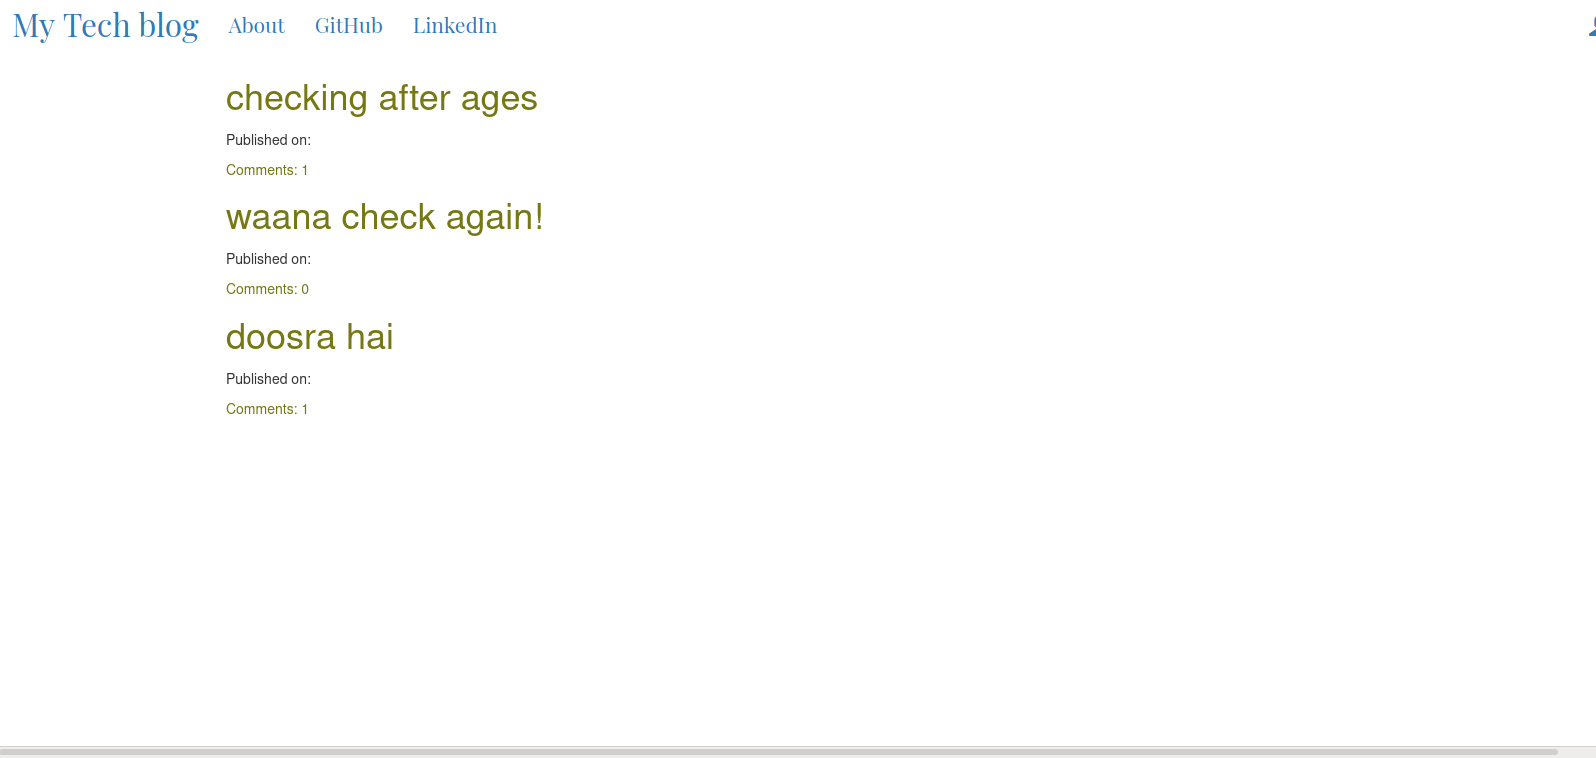 My Tech blog About GitHub LinkedIn
checking after ages
Published on:
Comments: 1
waana check again!
Published on:
Comments: 0
doosra hai
Published on:
Comments: 1